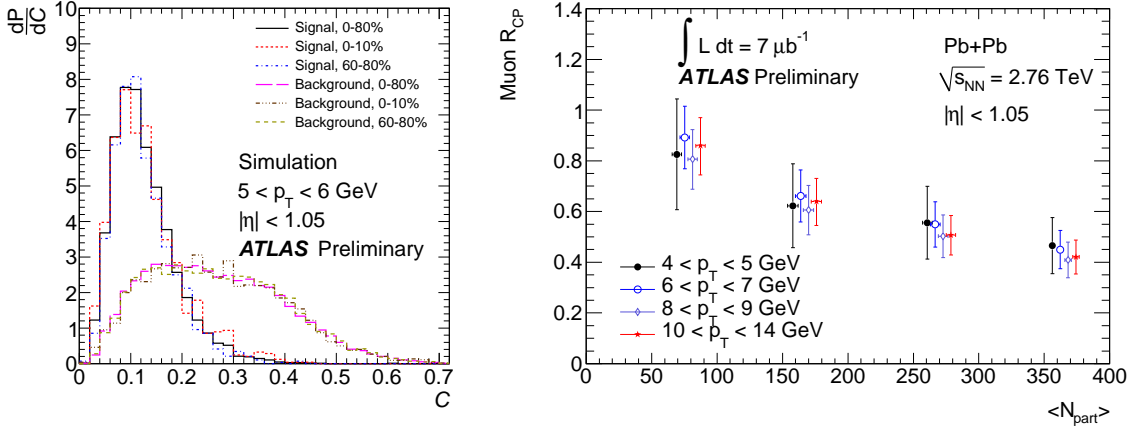 dP
dC
10
9
8
7
6
5
4
3
2
1
0
Signal, 0-80%
Signal, 0-10%
Signal, 60-80%
Background, 0-80%
Background, 0-10%
Background, 60-80%
Simulation
5 < p_T < 6 GeV
|η| < 1.05
ATLAS Preliminary
0 0.1 0.2 0.3 0.4 0.5 0.6 0.7
C
Muon R_CP
1.4
1.2
1
0.8
0.6
0.4
0.2
0
∫ L dt = 7 μb⁻¹
ATLAS Preliminary
Pb+Pb
√s_NN = 2.76 TeV
|η| < 1.05
4 < p_T < 5 GeV
6 < p_T < 7 GeV
8 < p_T < 9 GeV
10 < p_T < 14 GeV
0 50 100 150 200 250 300 350 400
<N_part>